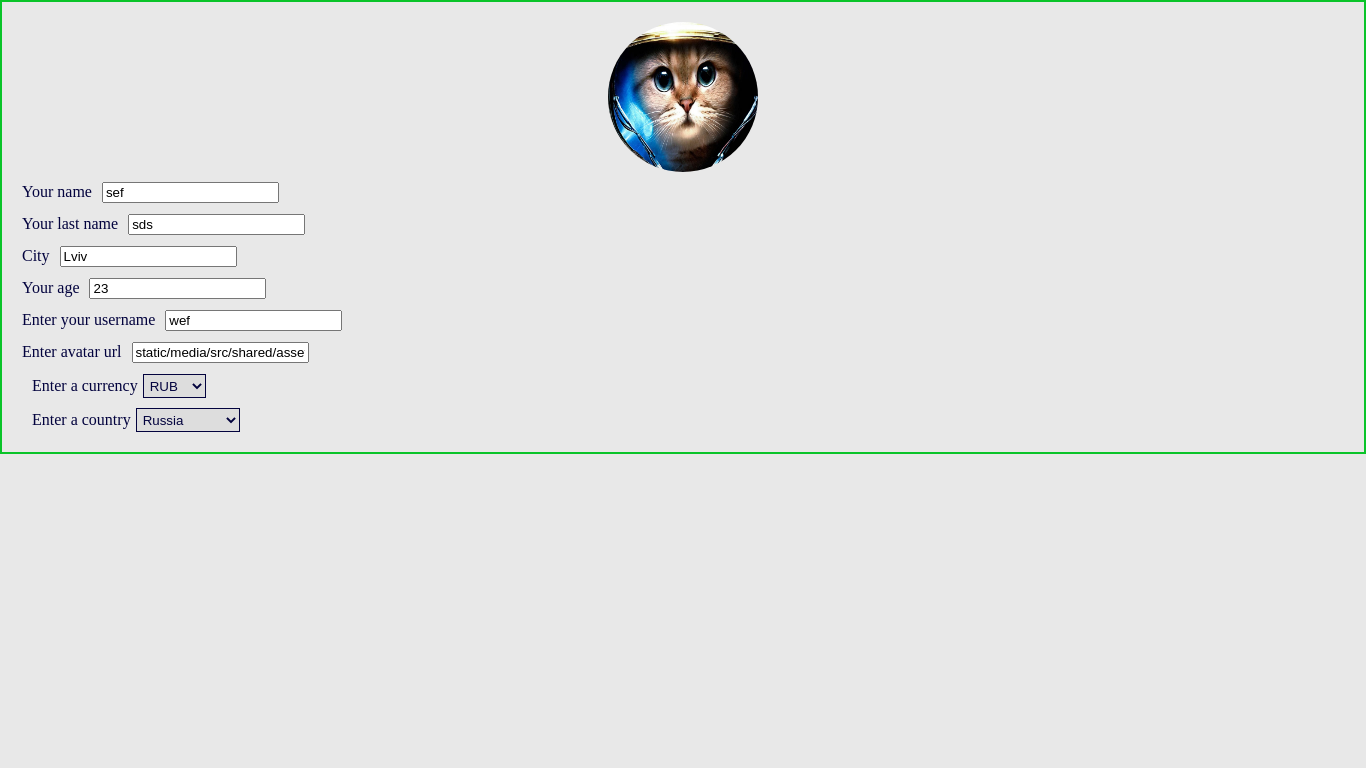 Your name sef
Your last name sds
City Lviv
Your age 23
Enter your username wef
Enter avatar url static/media/src/shared/asse
Enter a currency RUB
Enter a country Russia